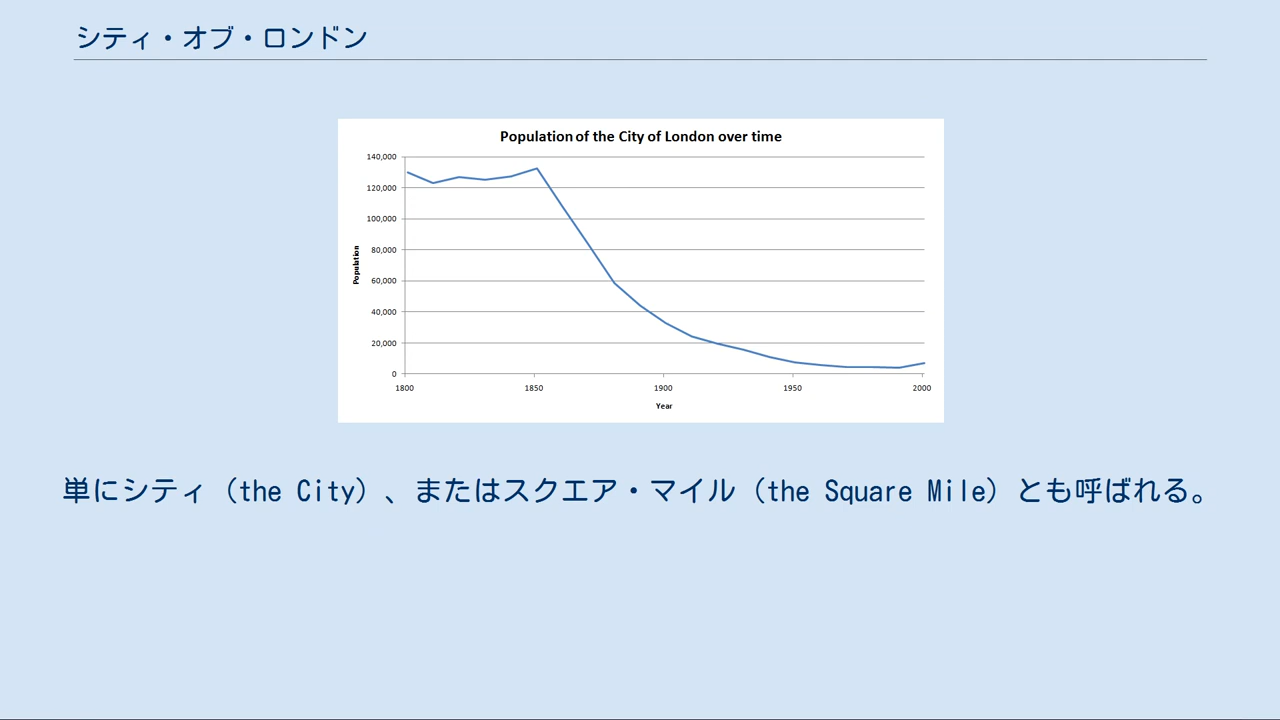 シティ・オブ・ロンドン
Population of the City of London over time
140,000
120,000
100,000
80,000
60,000
40,000
20,000
0
Population
1800 1850 1900 1950 2000
Year
単にシティ（the City）、またはスクエア・マイル（the Square Mile）とも呼ばれる。